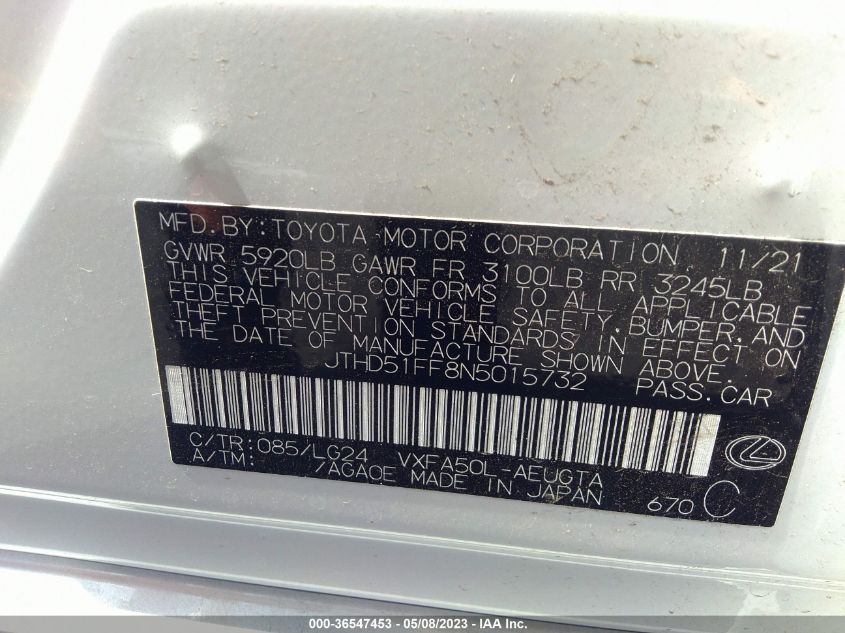 MFD.BY:TOYOTA MOTOR CORPORATION 11/21
GVWR 5920LB GAWR FR 3100LB RR 3245LB
THIS VEHICLE CONFORMS TO ALL APPLICABLE
FEDERAL MOTOR VEHICLE SAFETY,BUMPER,AND
THEFT PREVENTION STANDARDS IN EFFECT ON
THE DATE OF MANUFACTURE SHOWN ABOVE.
JTHD51FF8N5015732 PASS.CAR
C/TR:085/LG24 VXFA50L-AEUGTA
A/TM: /AGA0E MADE IN JAPAN 670 C
000-36547453 - 05/08/2023 - IAA Inc.